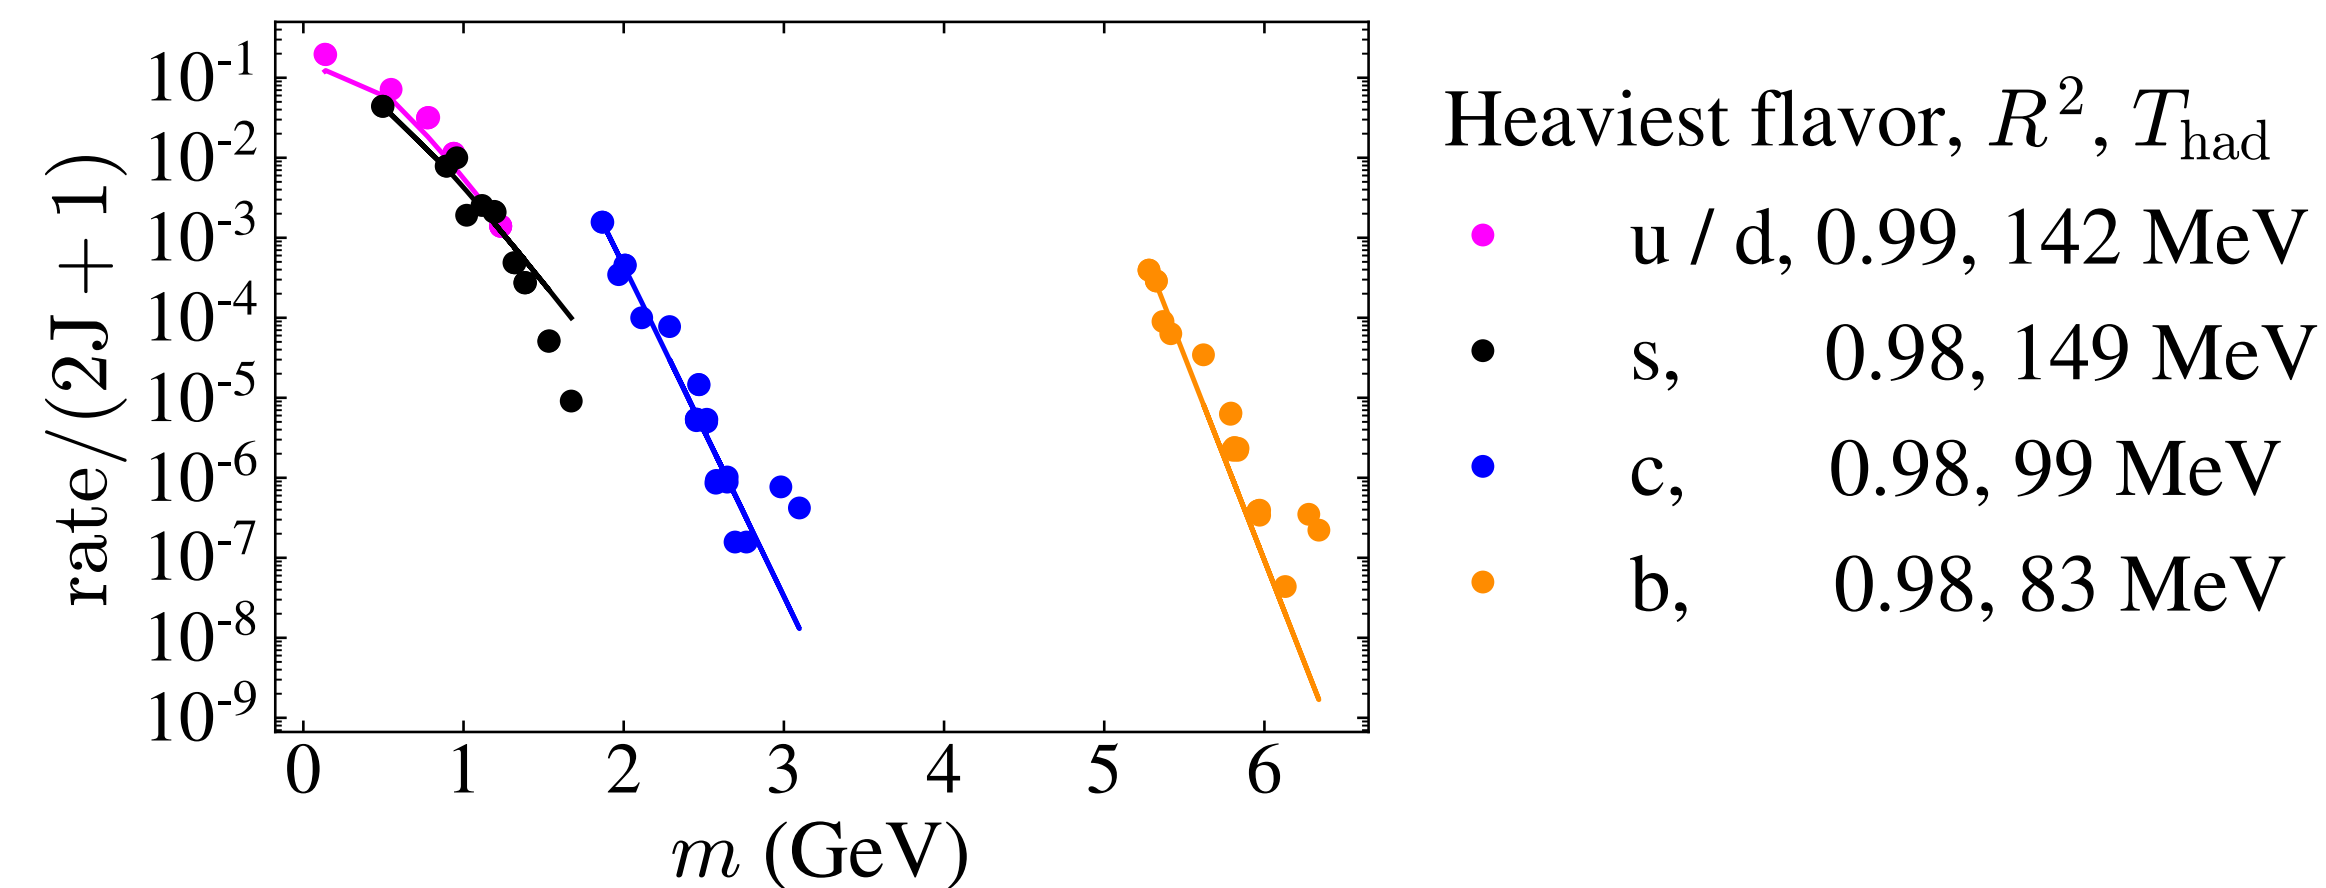 rate/(2J + 1)
10-1
10-2
10-3
10-4
10-5
10-6
10-7
10-8
10-9
0 1 2 3 4 5 6
m (GeV)
Heaviest flavor, R², T_had
u / d, 0.99, 142 MeV
s, 0.98, 149 MeV
c, 0.98, 99 MeV
b, 0.98, 83 MeV